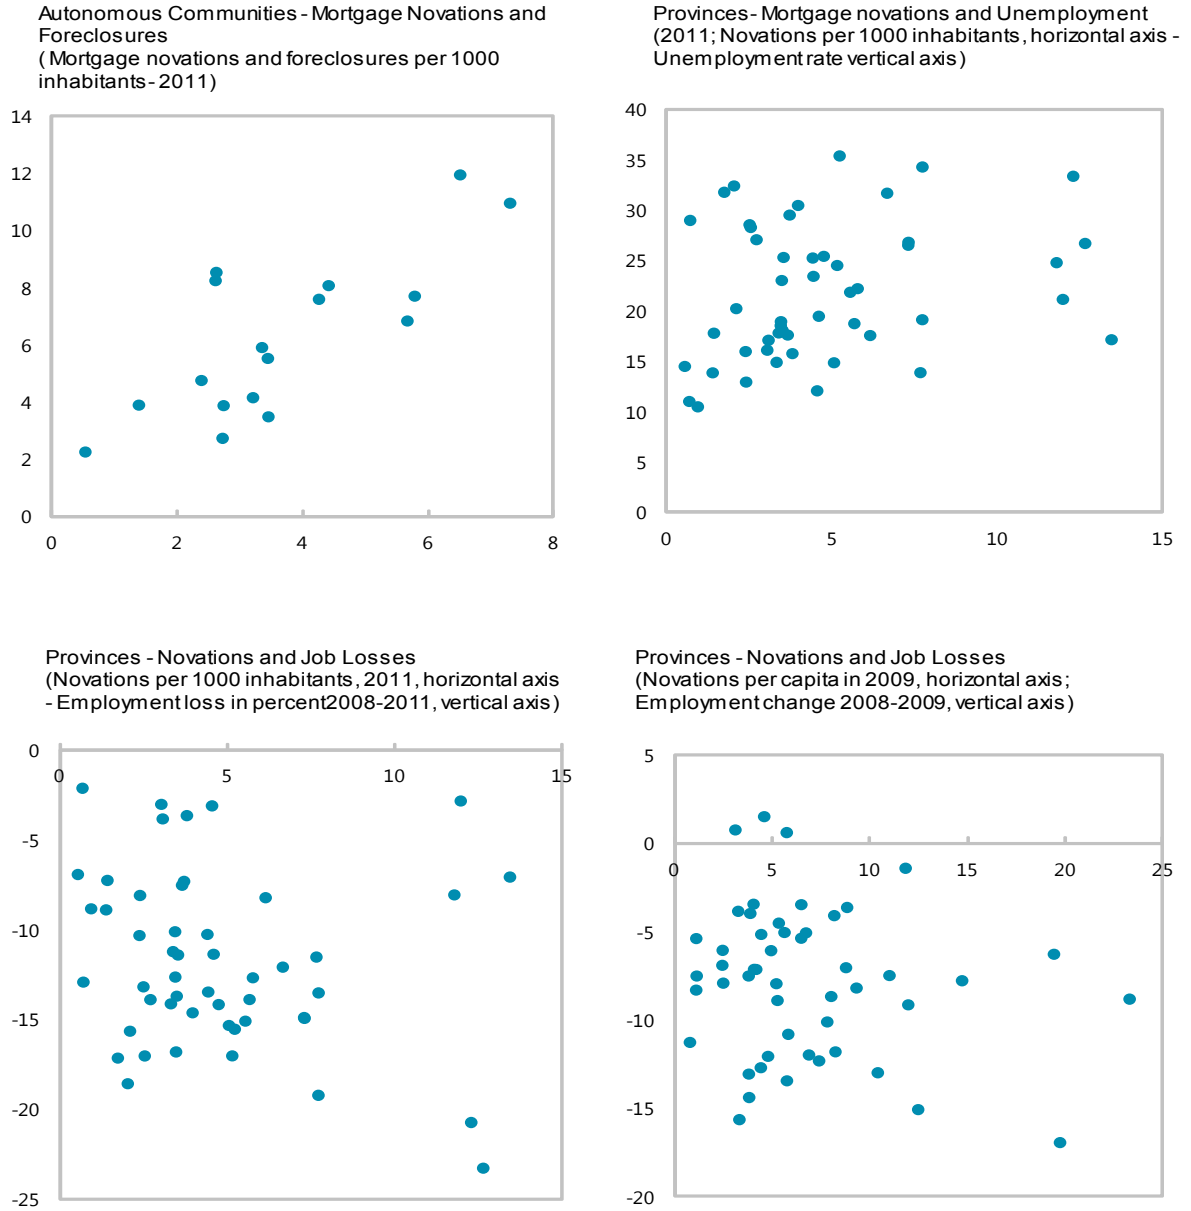 Autonomous Communities - Mortgage Novations and
Foreclosures
( Mortgage novations and foreclosures per 1000
inhabitants - 2011)
14
12
10
8
6
4
2
0
0 2 4 6 8
Provinces - Mortgage novations and Unemployment
(2011; Novations per 1000 inhabitants, horizontal axis -
Unemployment rate vertical axis)
40
35
30
25
20
15
10
5
0
0 5 10 15
Provinces - Novations and Job Losses
(Novations per 1000 inhabitants, 2011, horizontal axis
- Employment loss in percent2008-2011, vertical axis)
0
0 5 10 15
-5
-10
-15
-20
-25
Provinces - Novations and Job Losses
(Novations per capita in 2009, horizontal axis;
Employment change 2008-2009, vertical axis)
5
0
0 5 10 15 20 25
-5
-10
-15
-20